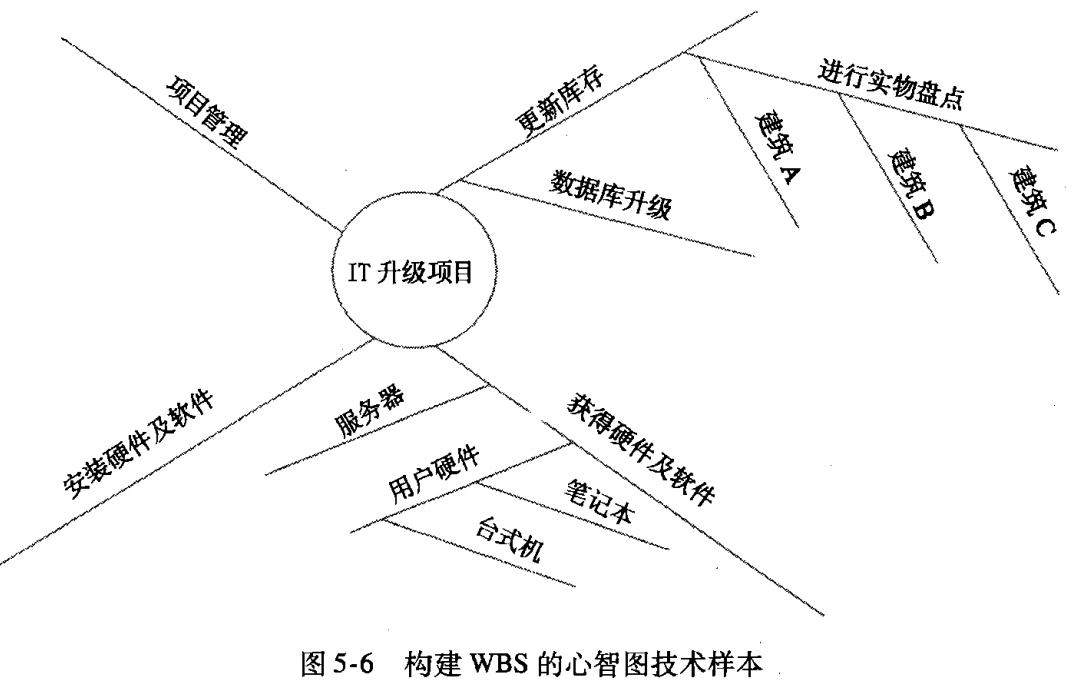 项目管理
更新库存
进行实物盘点
建筑 A
建筑 B
建筑 C
数据库升级
IT 升级项目
安装硬件及软件
服务器
获得硬件及软件
用户硬件
笔记本
台式机
图 5-6 构建 WBS 的心智图技术样本